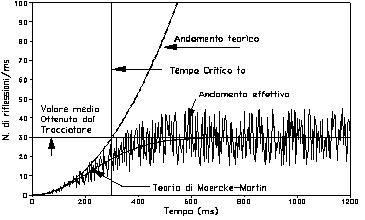 100
90
80
70
60
50
40
30
20
10
0
N. di riflessioni/ms
Andamento teorico
Tempo Critico tc
Andamento effettivo
Valore medio
Ottenuto dal
Tracciatore
Teoria di Maercke-Martin
0 200 400 600 800 1000 1200
Tempo (ms)